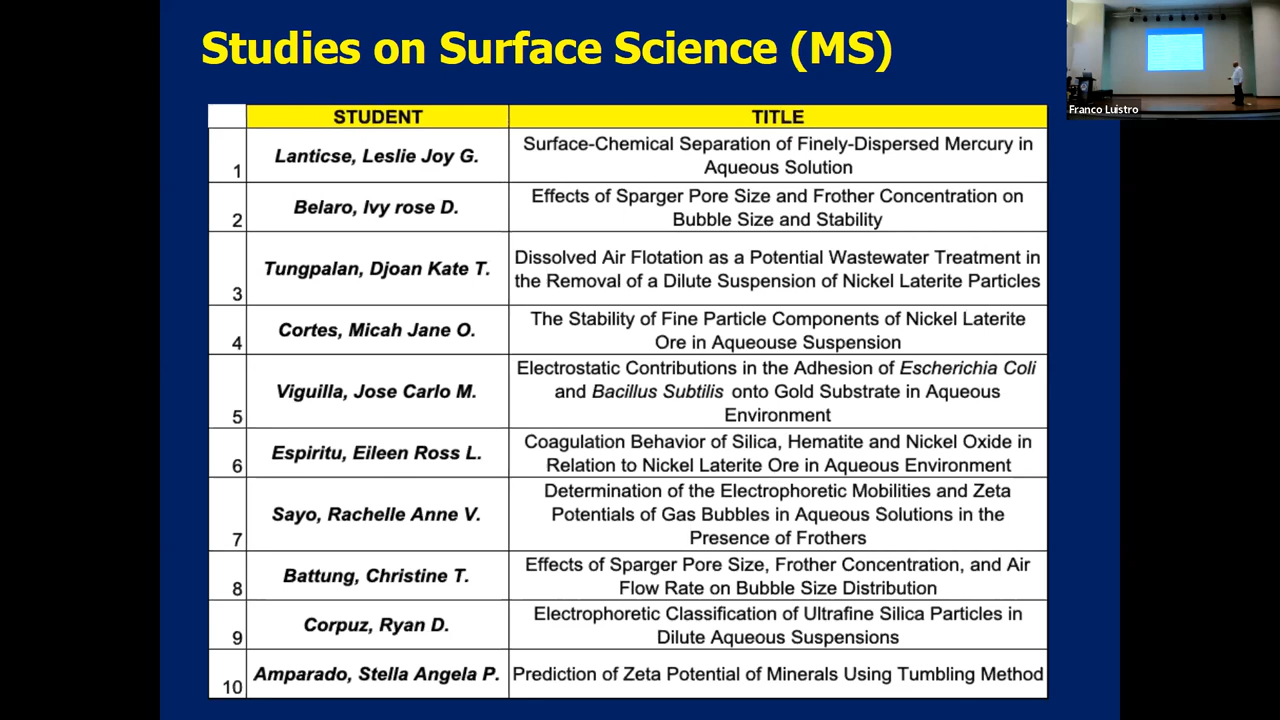 Studies on Surface Science (MS)
STUDENT TITLE
1 Lanticse, Leslie Joy G. Surface-Chemical Separation of Finely-Dispersed Mercury in
Aqueous Solution
2 Belaro, Ivy rose D. Effects of Sparger Pore Size and Frother Concentration on
Bubble Size and Stability
3 Tungpalan, Djoan Kate T. Dissolved Air Flotation as a Potential Wastewater Treatment in
the Removal of a Dilute Suspension of Nickel Laterite Particles
4 Cortes, Micah Jane O. The Stability of Fine Particle Components of Nickel Laterite
Ore in Aqueouse Suspension
5 Viguilla, Jose Carlo M. Electrostatic Contributions in the Adhesion of Escherichia Coli
and Bacillus Subtilis onto Gold Substrate in Aqueous
Environment
6 Espiritu, Eileen Ross L. Coagulation Behavior of Silica, Hematite and Nickel Oxide in
Relation to Nickel Laterite Ore in Aqueous Environment
7 Sayo, Rachelle Anne V. Determination of the Electrophoretic Mobilities and Zeta
Potentials of Gas Bubbles in Aqueous Solutions in the
Presence of Frothers
8 Battung, Christine T. Effects of Sparger Pore Size, Frother Concentration, and Air
Flow Rate on Bubble Size Distribution
9 Corpuz, Ryan D. Electrophoretic Classification of Ultrafine Silica Particles in
Dilute Aqueous Suspensions
10 Amparado, Stella Angela P. Prediction of Zeta Potential of Minerals Using Tumbling Method
Franco Luistro